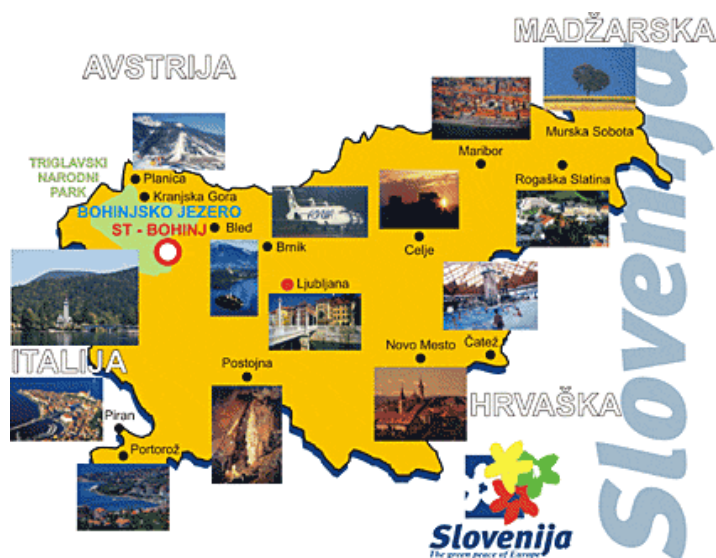 MADŽARSKA
AVSTRIJA
Slovenija
Murska Sobota
Maribor
TRIGLAVSKI
NARODNI
PARK
Planica
Rogaška Slatina
Kranjska Gora
BOHINJSKO JEZERO
ST - BOHINJ
Bled
Brnik
Celje
Ljubljana
ITALIJA
Postojna
Novo Mesto
Čatež
HRVAŠKA
Piran
Portorož
Slovenija
The green peace of Europe